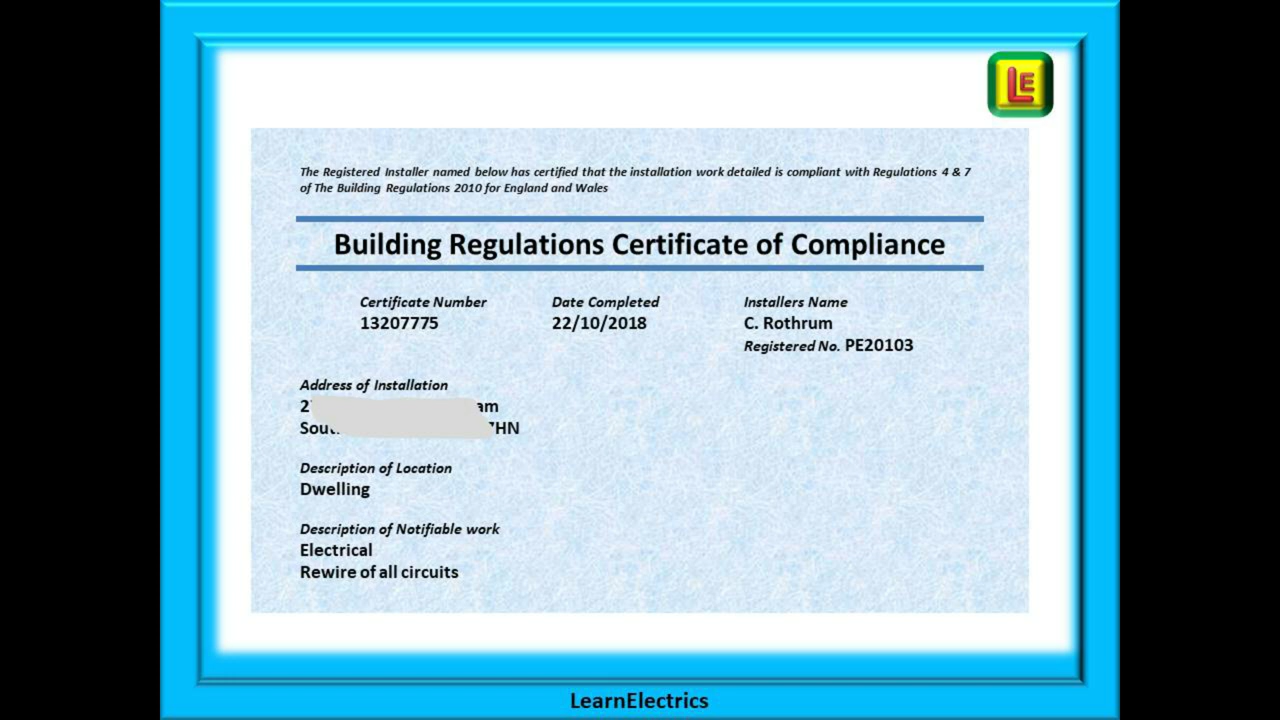 LE
The Registered Installer named below has certified that the installation work detailed is compliant with Regulations 4 & 7
of The Building Regulations 2010 for England and Wales
Building Regulations Certificate of Compliance
Certificate Number
Date Completed
Installers Name
13207775
22/10/2018
C. Rothrum
Registered No. PE20103
Address of Installation
Description of Location
Dwelling
Description of Notifiable work
Electrical
Rewire of all circuits
LearnElectrics